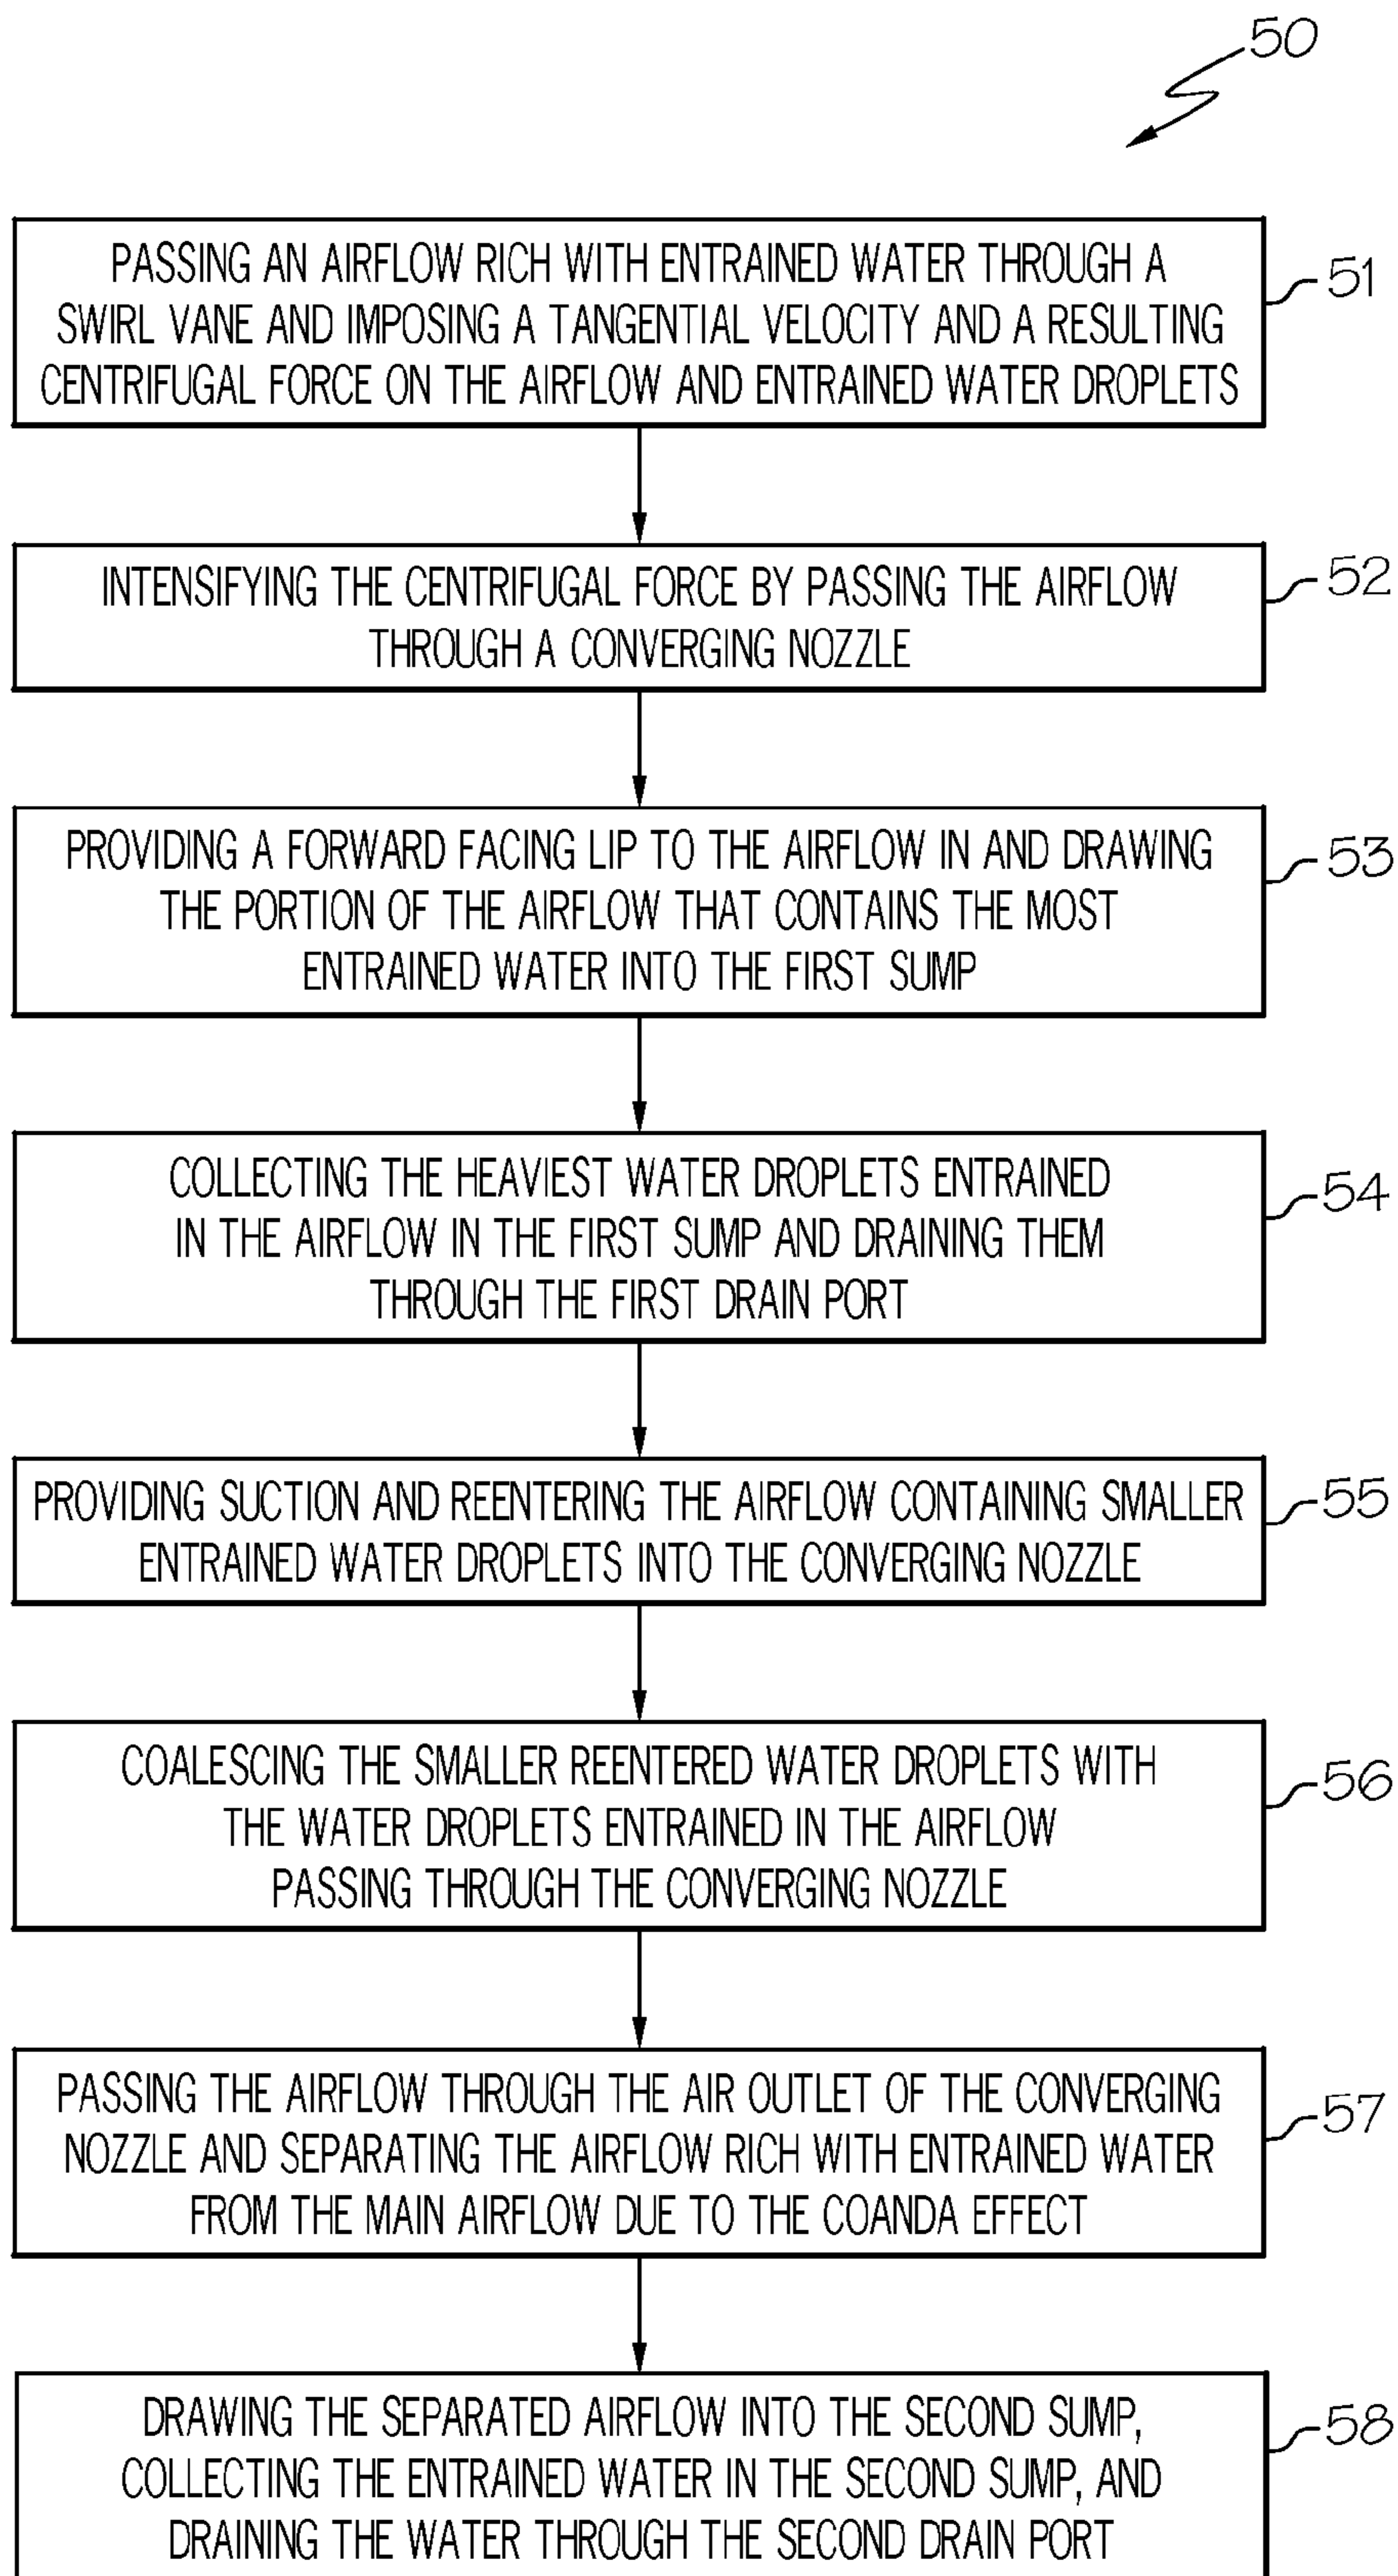 50
PASSING AN AIRFLOW RICH WITH ENTRAINED WATER THROUGH A
SWIRL VANE AND IMPOSING A TANGENTIAL VELOCITY AND A RESULTING
CENTRIFUGAL FORCE ON THE AIRFLOW AND ENTRAINED WATER DROPLETS
51
INTENSIFYING THE CENTRIFUGAL FORCE BY PASSING THE AIRFLOW
THROUGH A CONVERGING NOZZLE
52
PROVIDING A FORWARD FACING LIP TO THE AIRFLOW IN AND DRAWING
THE PORTION OF THE AIRFLOW THAT CONTAINS THE MOST
ENTRAINED WATER INTO THE FIRST SUMP
53
COLLECTING THE HEAVIEST WATER DROPLETS ENTRAINED
IN THE AIRFLOW IN THE FIRST SUMP AND DRAINING THEM
THROUGH THE FIRST DRAIN PORT
54
PROVIDING SUCTION AND REENTERING THE AIRFLOW CONTAINING SMALLER
ENTRAINED WATER DROPLETS INTO THE CONVERGING NOZZLE
55
COALESCING THE SMALLER REENTERED WATER DROPLETS WITH
THE WATER DROPLETS ENTRAINED IN THE AIRFLOW
PASSING THROUGH THE CONVERGING NOZZLE
56
PASSING THE AIRFLOW THROUGH THE AIR OUTLET OF THE CONVERGING
NOZZLE AND SEPARATING THE AIRFLOW RICH WITH ENTRAINED WATER
FROM THE MAIN AIRFLOW DUE TO THE COANDA EFFECT
57
DRAWING THE SEPARATED AIRFLOW INTO THE SECOND SUMP,
COLLECTING THE ENTRAINED WATER IN THE SECOND SUMP, AND
DRAINING THE WATER THROUGH THE SECOND DRAIN PORT
58